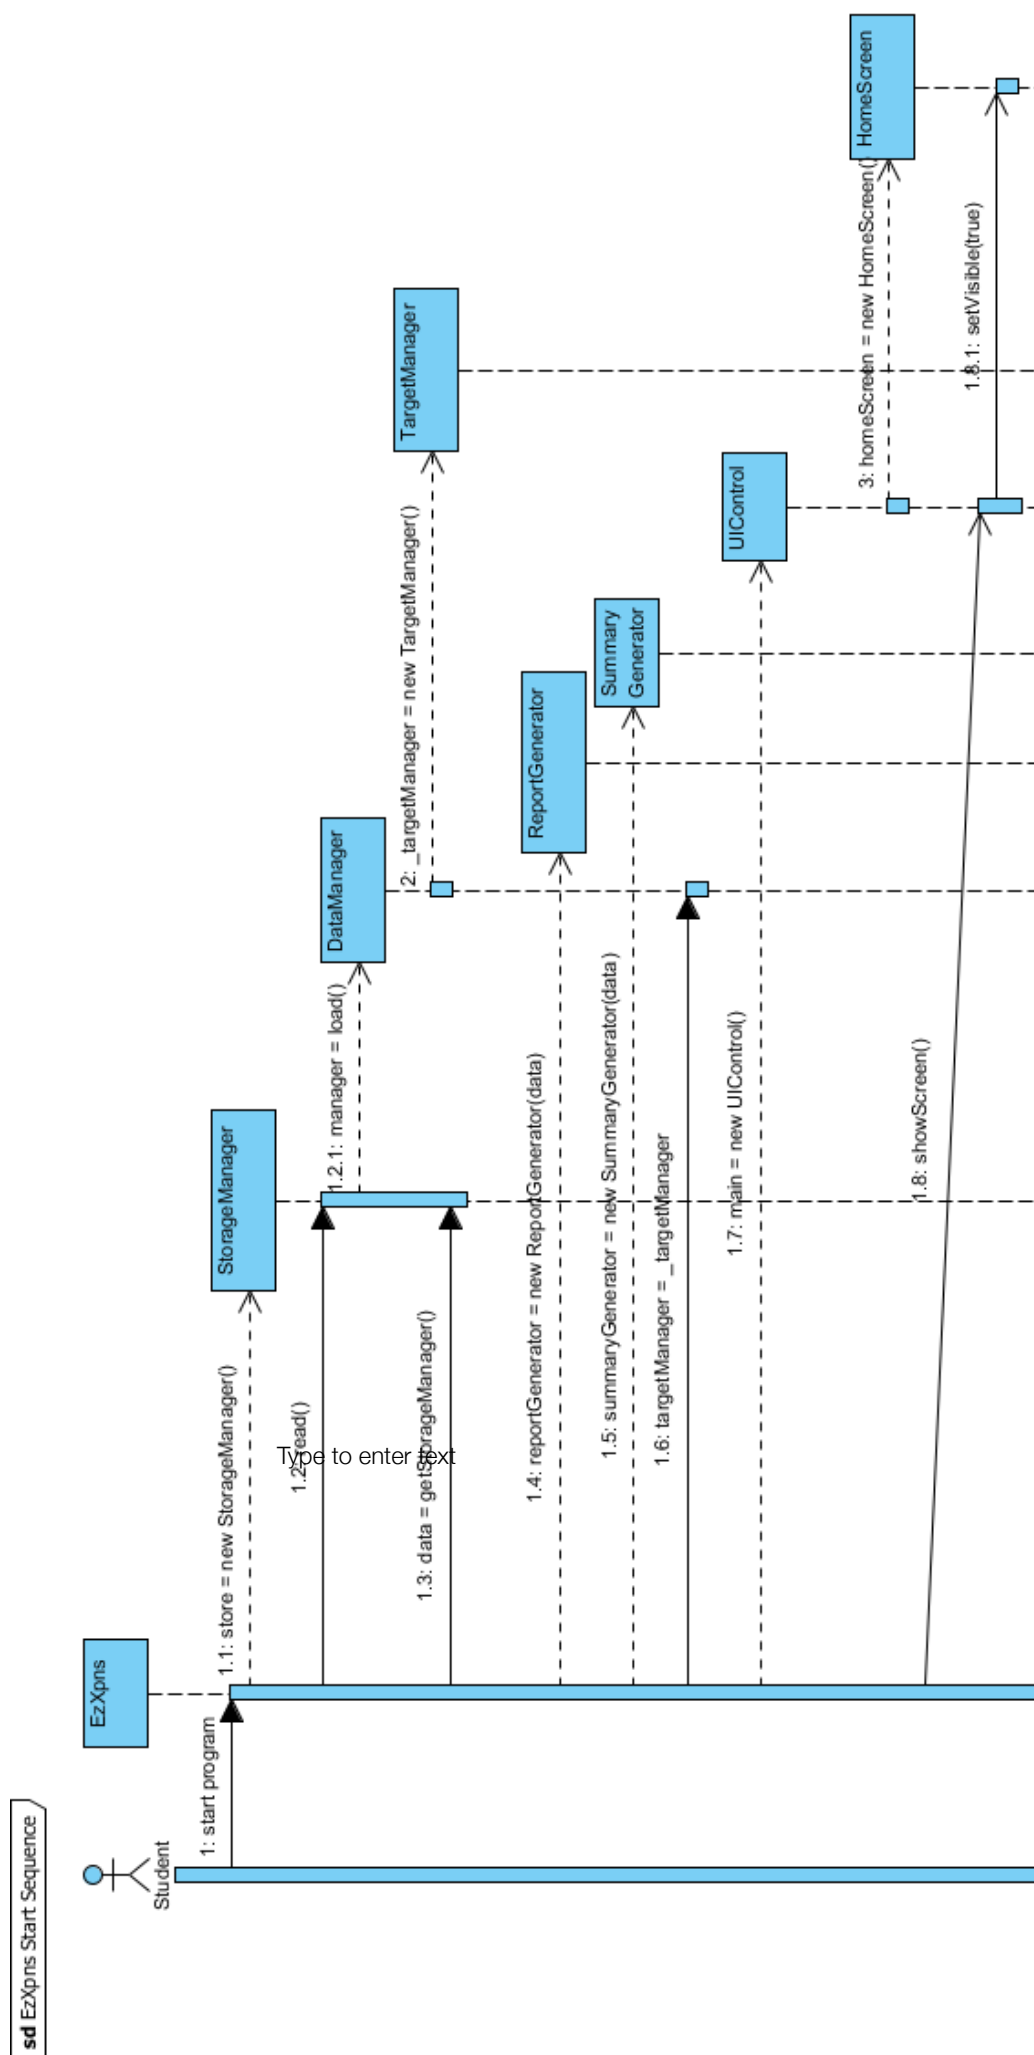 sd EzXpns Start Sequence
Student
EzXpns
StorageManager
DataManager
TargetManager
ReportGenerator
Summary
Generator
UIControl
HomeScreen
1: start program
1.1: store = new StorageManager()
1.2: read()
1.2.1: manager = load()
1.3: data = getStorageManager()
2: _targetManager = new TargetManager()
1.4: reportGenerator = new ReportGenerator(data)
1.5: summaryGenerator = new SummaryGenerator(data)
1.6: targetManager = _targetManager
1.7: main = new UIControl()
3: homeScreen = new HomeScreen()
1.8: showScreen()
1.8.1: setVisible(true)
Type to enter text